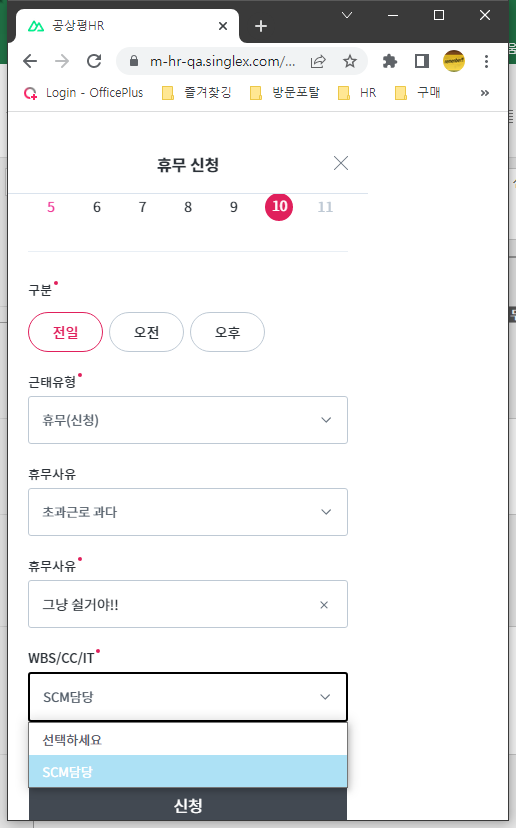 공상평HR
m-hr-qa.singlex.com/...
Login - OfficePlus 즐겨찾깅 방문포탈 HR 구매 »
휴무 신청
5 6 7 8 9 10 11
구분
전일 오전 오후
근태유형
휴무(신청)
휴무사유
초과근로 과다
휴무사유
그냥 쉴거야!!
WBS/CC/IT
SCM담당
선택하세요
SCM담당
신청